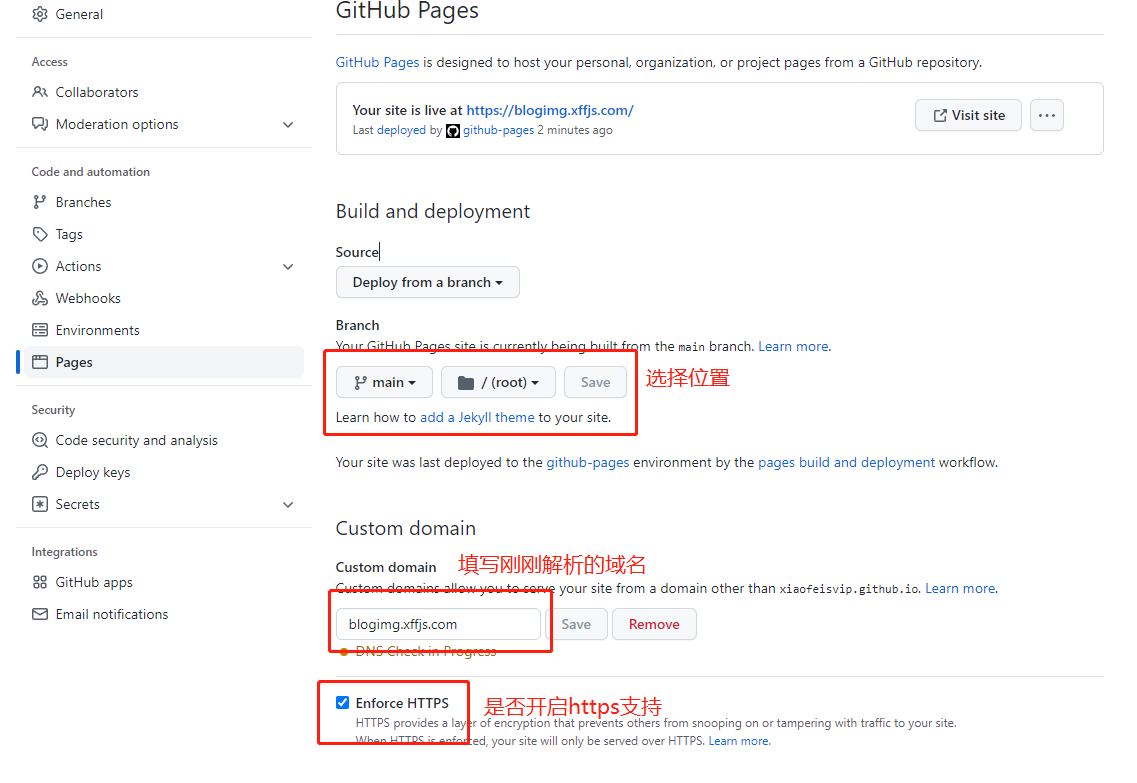 General
Access
Collaborators
Moderation options
Code and automation
Branches
Tags
Actions
Webhooks
Environments
Pages
Security
Code security and analysis
Deploy keys
Secrets
Integrations
GitHub apps
Email notifications
GitHub Pages
GitHub Pages is designed to host your personal, organization, or project pages from a GitHub repository.
Your site is live at https://blogimg.xffjs.com/
Last deployed by github-pages 2 minutes ago
Visit site
Build and deployment
Source
Deploy from a branch
Branch
Your GitHub Pages site is currently being built from the main branch. Learn more.
main / (root) Save
选择位置
Learn how to add a Jekyll theme to your site.
Your site was last deployed to the github-pages environment by the pages build and deployment workflow.
Custom domain
Custom domain
填写刚刚解析的域名
Custom domains allow you to serve your site from a domain other than xiaofeisvip.github.io. Learn more.
blogimg.xffjs.com Save Remove
DNS Check in Progress
Enforce HTTPS
是否开启https支持
HTTPS provides a layer of encryption that prevents others from snooping on or tampering with traffic to your site.
When HTTPS is enforced, your site will only be served over HTTPS. Learn more.